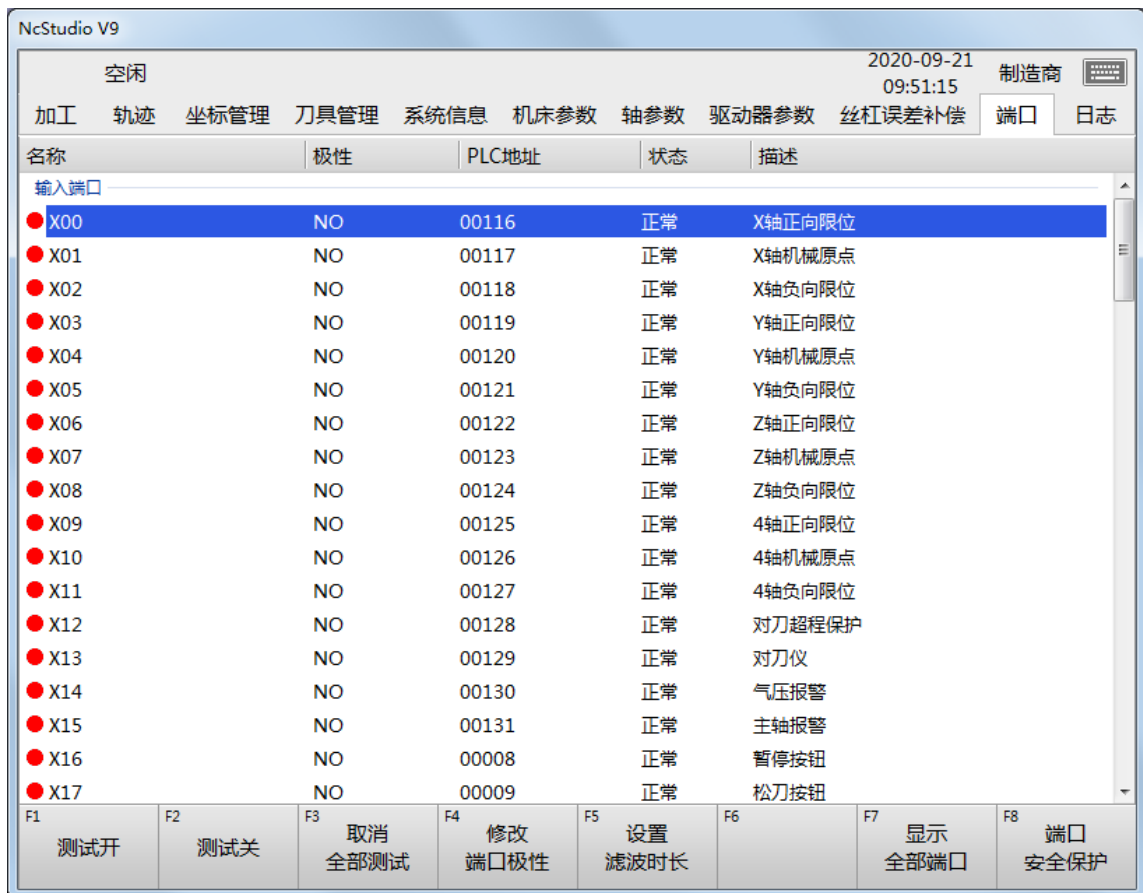 NcStudio V9
空闲
2020-09-21
09:51:15
制造商
加工 轨迹 坐标管理 刀具管理 系统信息 机床参数 轴参数 驱动器参数 丝杠误差补偿 端口 日志
名称 极性 PLC地址 状态 描述
输入端口
X00 NO 00116 正常 X轴正向限位
X01 NO 00117 正常 X轴机械原点
X02 NO 00118 正常 X轴负向限位
X03 NO 00119 正常 Y轴正向限位
X04 NO 00120 正常 Y轴机械原点
X05 NO 00121 正常 Y轴负向限位
X06 NO 00122 正常 Z轴正向限位
X07 NO 00123 正常 Z轴机械原点
X08 NO 00124 正常 Z轴负向限位
X09 NO 00125 正常 4轴正向限位
X10 NO 00126 正常 4轴机械原点
X11 NO 00127 正常 4轴负向限位
X12 NO 00128 正常 对刀超程保护
X13 NO 00129 正常 对刀仪
X14 NO 00130 正常 气压报警
X15 NO 00131 正常 主轴报警
X16 NO 00008 正常 暂停按钮
X17 NO 00009 正常 松刀按钮
F1 测试开
F2 测试关
F3 取消
全部测试
F4 修改
端口极性
F5 设置
滤波时长
F6
F7 显示
全部端口
F8 端口
安全保护